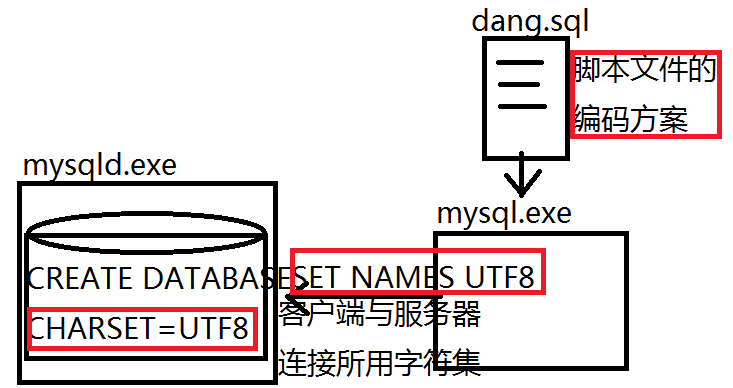 dang.sql
脚本文件的
编码方案
mysqld.exe
mysql.exe
CREATE DATABASE
SET NAMES UTF8
CHARSET=UTF8
客户端与服务器
连接所用字符集